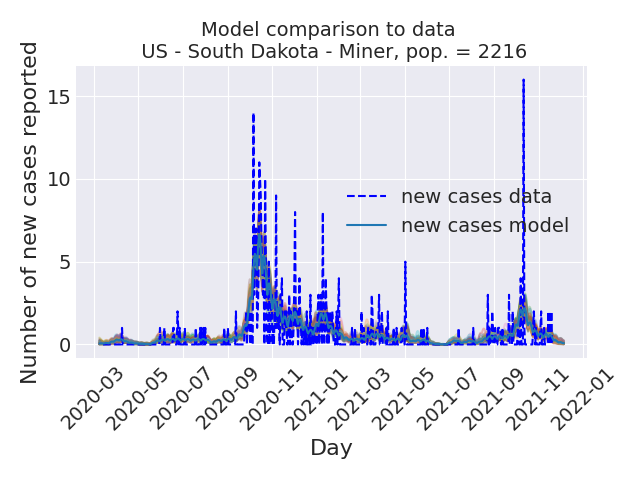 Model comparison to data
US - South Dakota - Miner, pop. = 2216
Number of new cases reported
15
10
5
0
new cases data
new cases model
2020-03
2020-05
2020-07
2020-09
2020-11
2021-01
2021-03
2021-05
2021-07
2021-09
2021-11
2022-01
Day